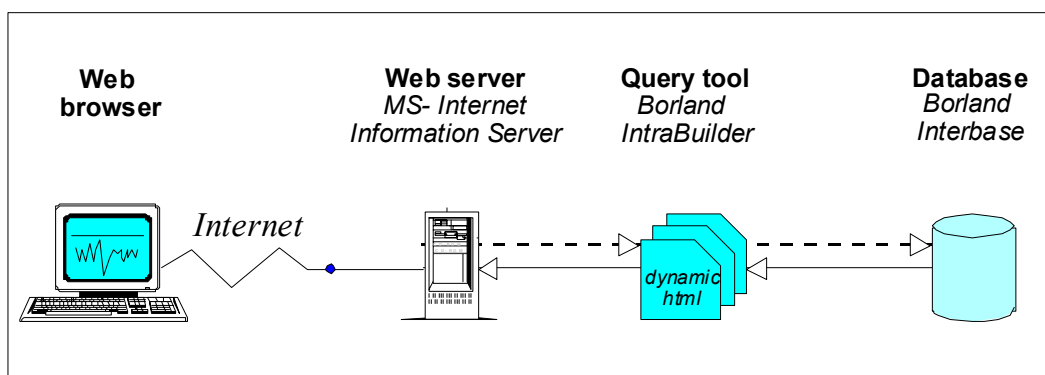 Web
browser
Web server
MS- Internet
Information Server
Query tool
Borland
IntraBuilder
Database
Borland
Interbase
Internet
dynamic
html